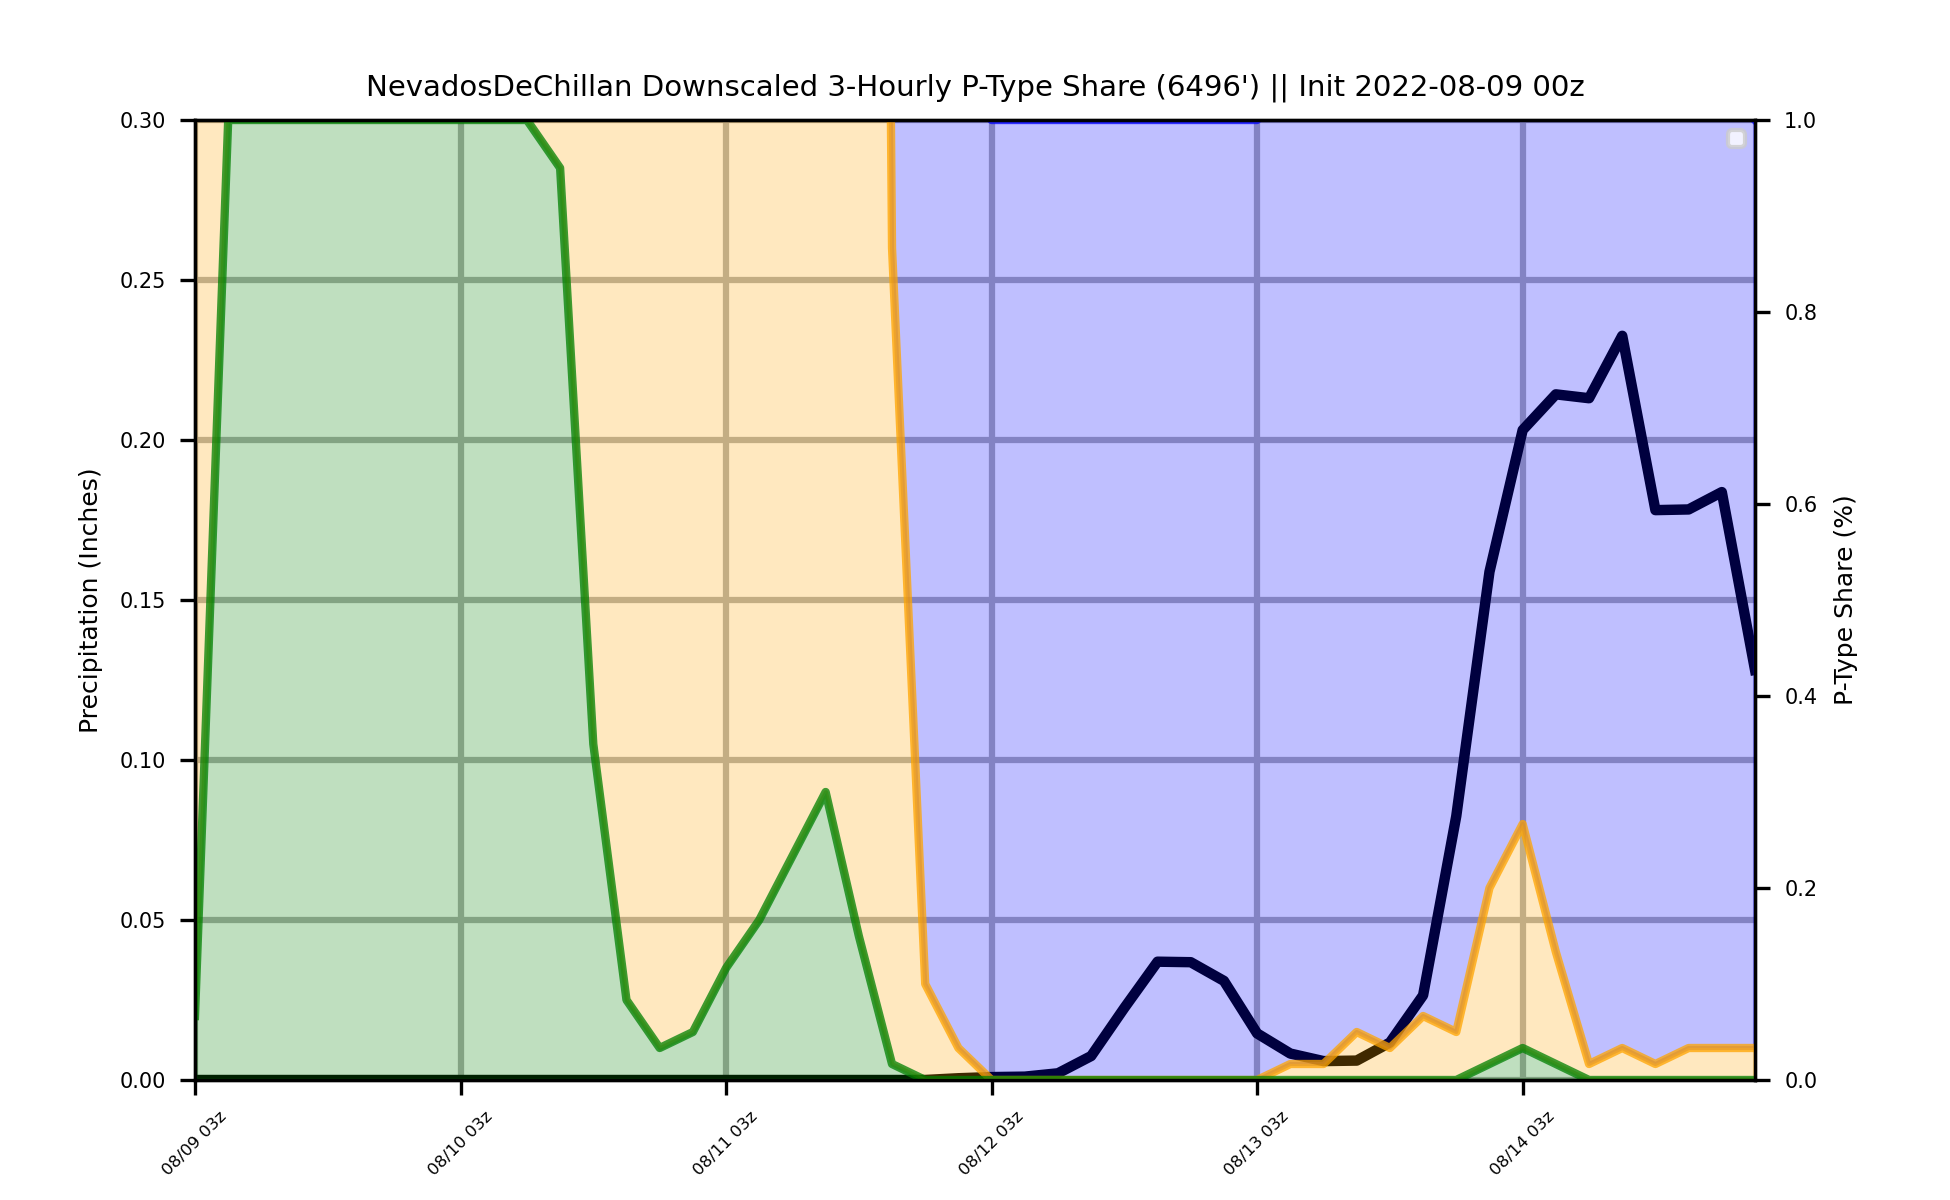 NevadosDeChillan Downscaled 3-Hourly P-Type Share (6496') || Init 2022-08-09 00z
0.30
0.25
0.20
0.15
0.10
0.05
0.00
Precipitation (Inches)
1.0
0.8
0.6
0.4
0.2
0.0
P-Type Share (%)
08/09 03z
08/10 03z
08/11 03z
08/12 03z
08/13 03z
08/14 03z